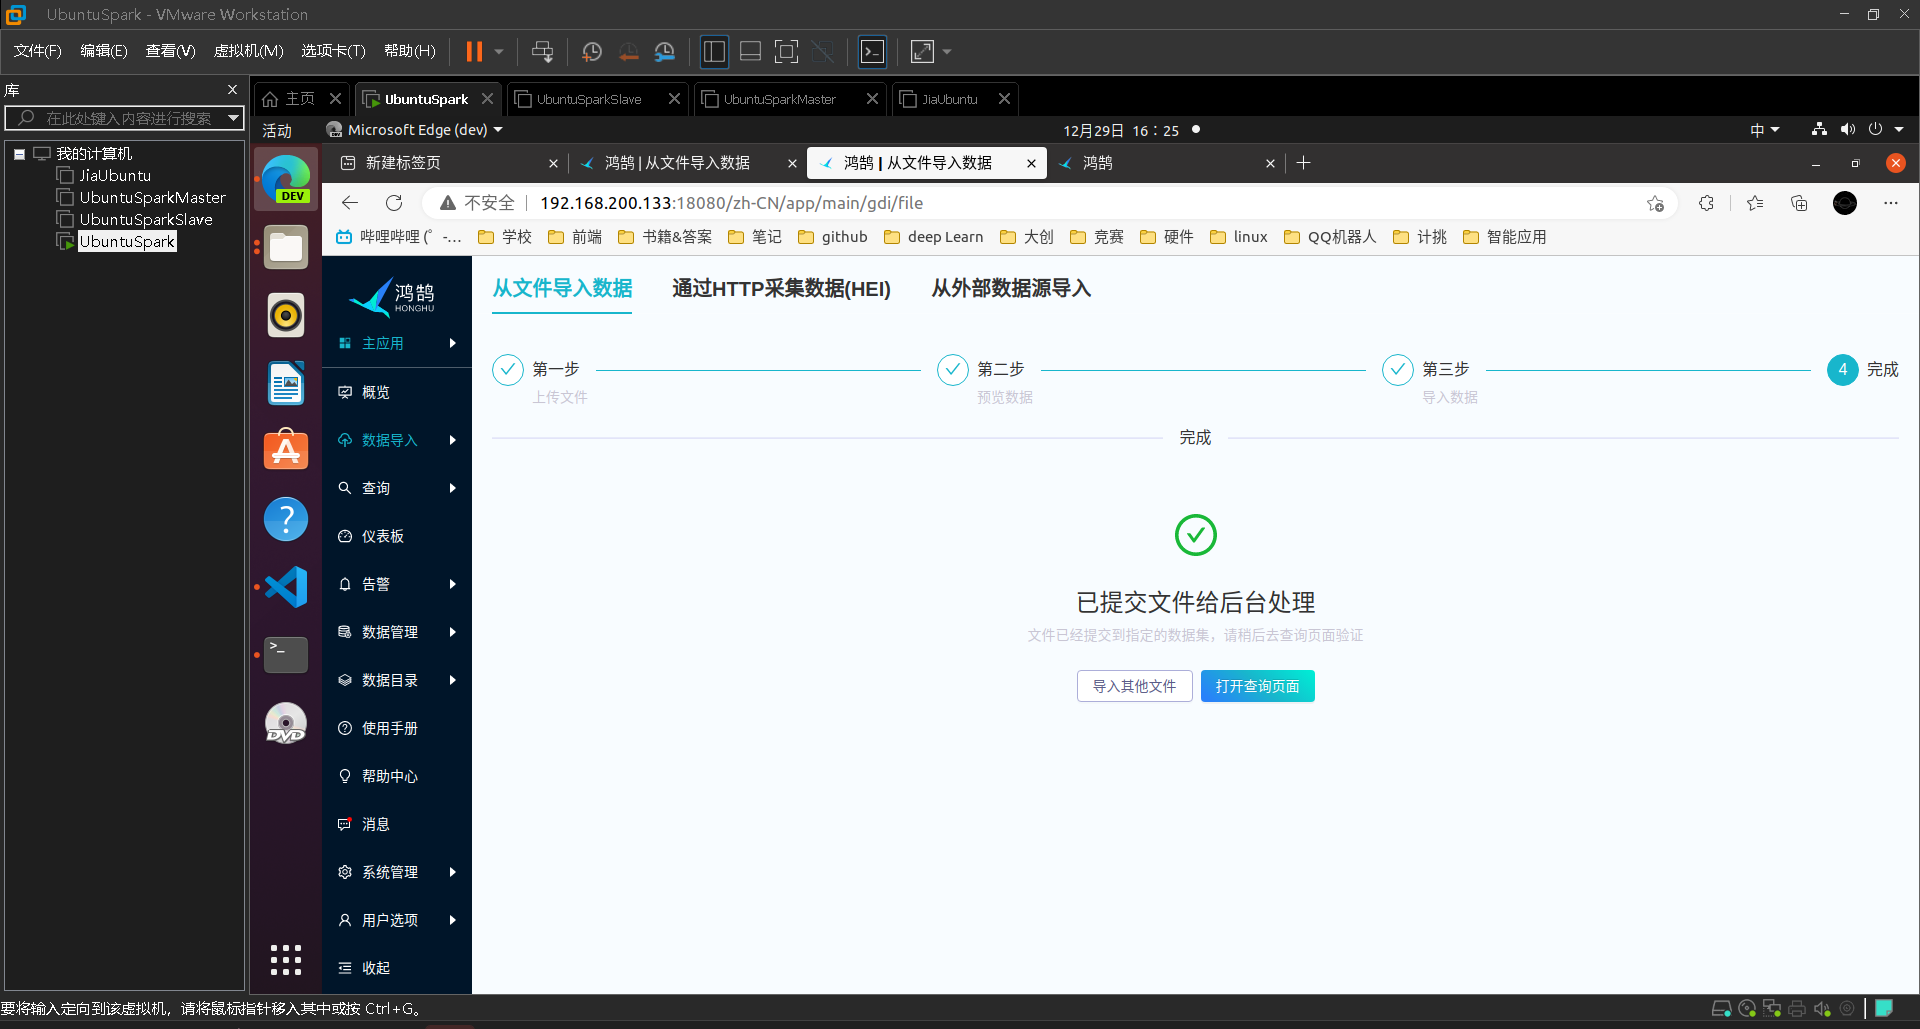 UbuntuSpark - VMware Workstation
文件(F) 编辑(E) 查看(V) 虚拟机(M) 选项卡(T) 帮助(H)
库
在此处键入内容进行搜索
我的计算机
JiaUbuntu
UbuntuSparkMaster
UbuntuSparkSlave
UbuntuSpark
主页 UbuntuSpark UbuntuSparkSlave UbuntuSparkMaster JiaUbuntu
活动 Microsoft Edge (dev) 12月29日 16：25 中
新建标签页 鸿鹄 | 从文件导入数据 鸿鹄 | 从文件导入数据 鸿鹄
不安全 192.168.200.133:18080/zh-CN/app/main/gdi/file
哔哩哔哩 (゜-... 学校 前端 书籍&答案 笔记 github deep Learn 大创 竞赛 硬件 linux QQ机器人 计挑 智能应用
DEV
DVD
鸿鹄
HONGHU
主应用
概览
数据导入
查询
仪表板
告警
数据管理
数据目录
使用手册
帮助中心
消息
系统管理
用户选项
收起
从文件导入数据 通过HTTP采集数据(HEI) 从外部数据源导入
第一步 第二步 第三步 4 完成
上传文件 预览数据 导入数据
完成
已提交文件给后台处理
文件已经提交到指定的数据集，请稍后去查询页面验证
导入其他文件 打开查询页面
要将输入定向到该虚拟机，请将鼠标指针移入其中或按 Ctrl+G。